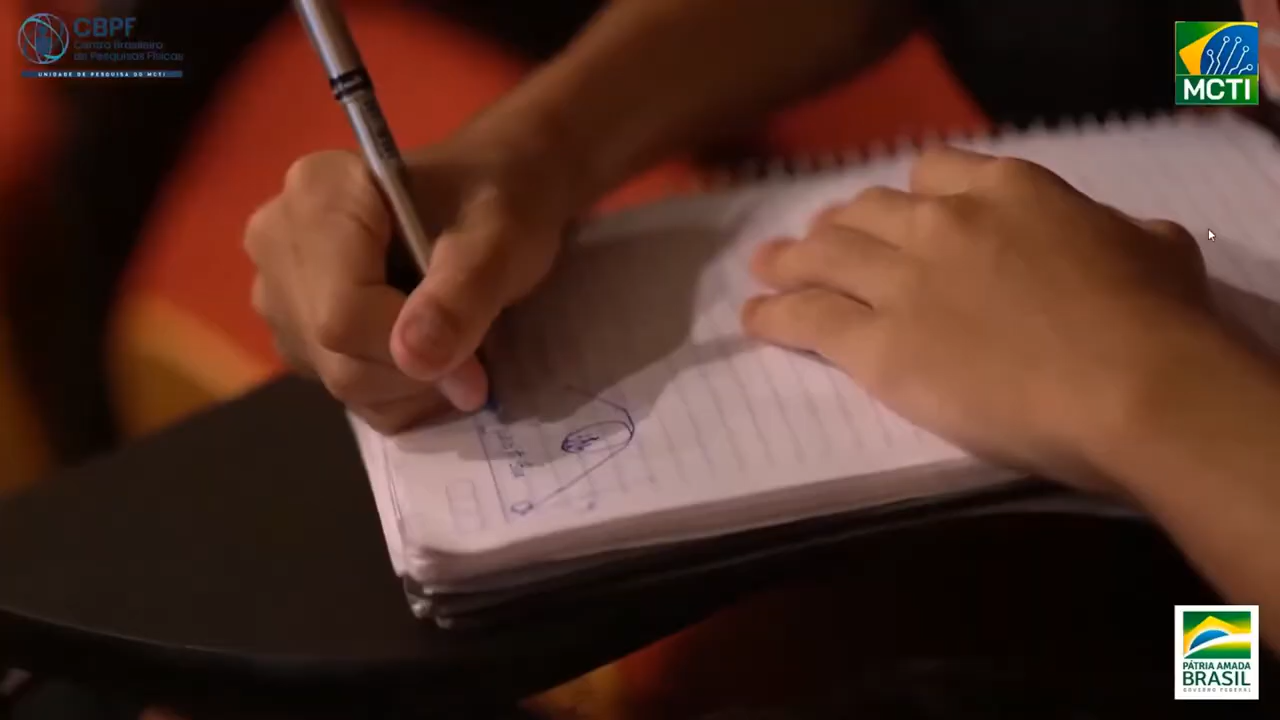 CBPF
Centro Brasileiro
de Pesquisas Físicas
UNIDADE DE PESQUISA DO MCTI
MCTI
PÁTRIA AMADA
BRASIL
GOVERNO FEDERAL